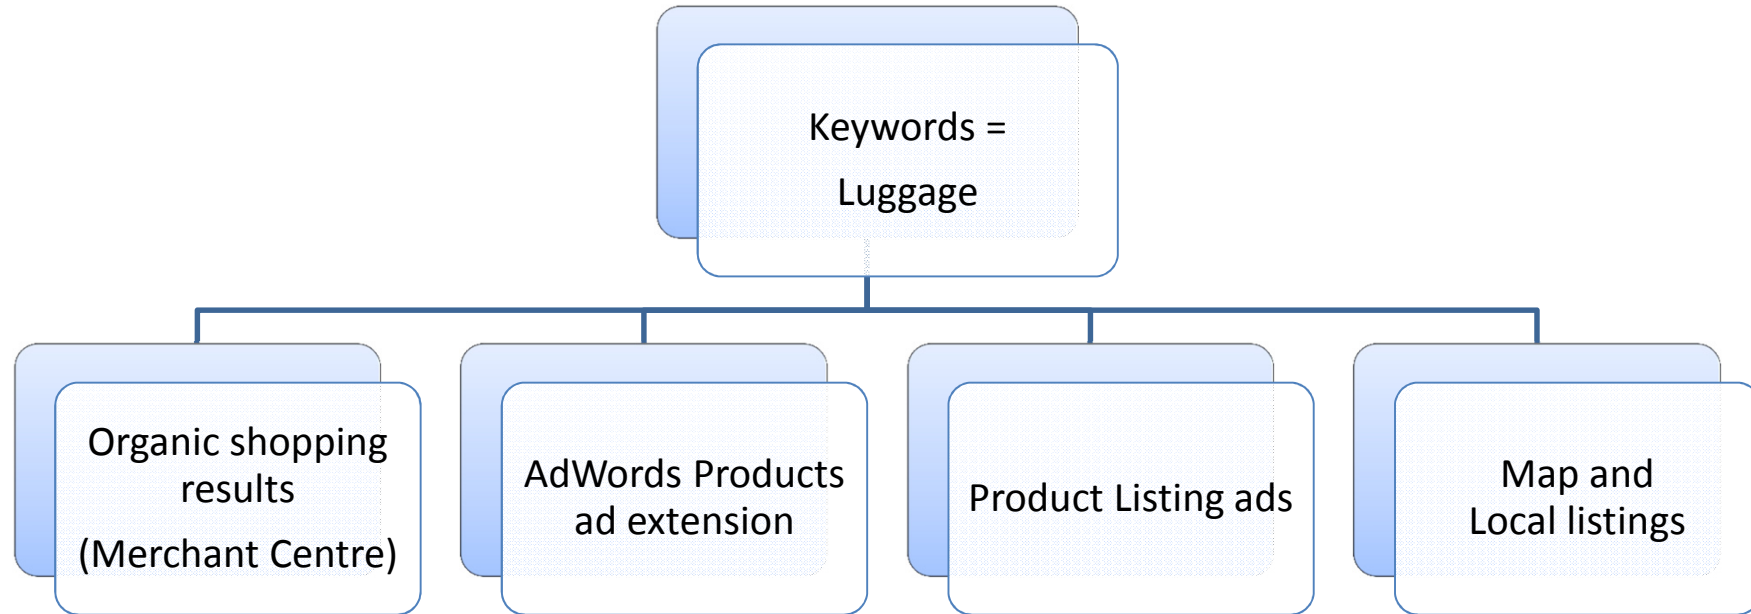 Keywords =
Luggage
Organic shopping
results
(Merchant Centre)
AdWords Products
ad extension
Product Listing ads
Map and
Local listings